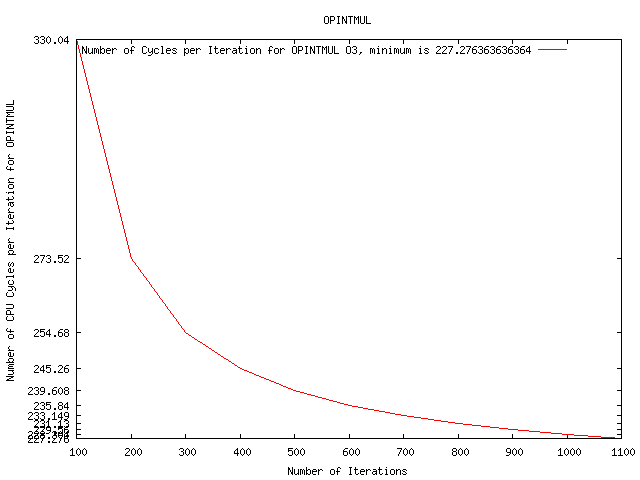 OPINTMUL
Number of Cycles per Iteration for OPINTMUL O3, minimum is 227.276363636364
Number of CPU Cycles per Iteration for OPINTMUL
330.04
273.52
254.68
245.26
239.608
235.84
233.149
231.13
227.276
100 200 300 400 500 600 700 800 900 1000 1100
Number of Iterations